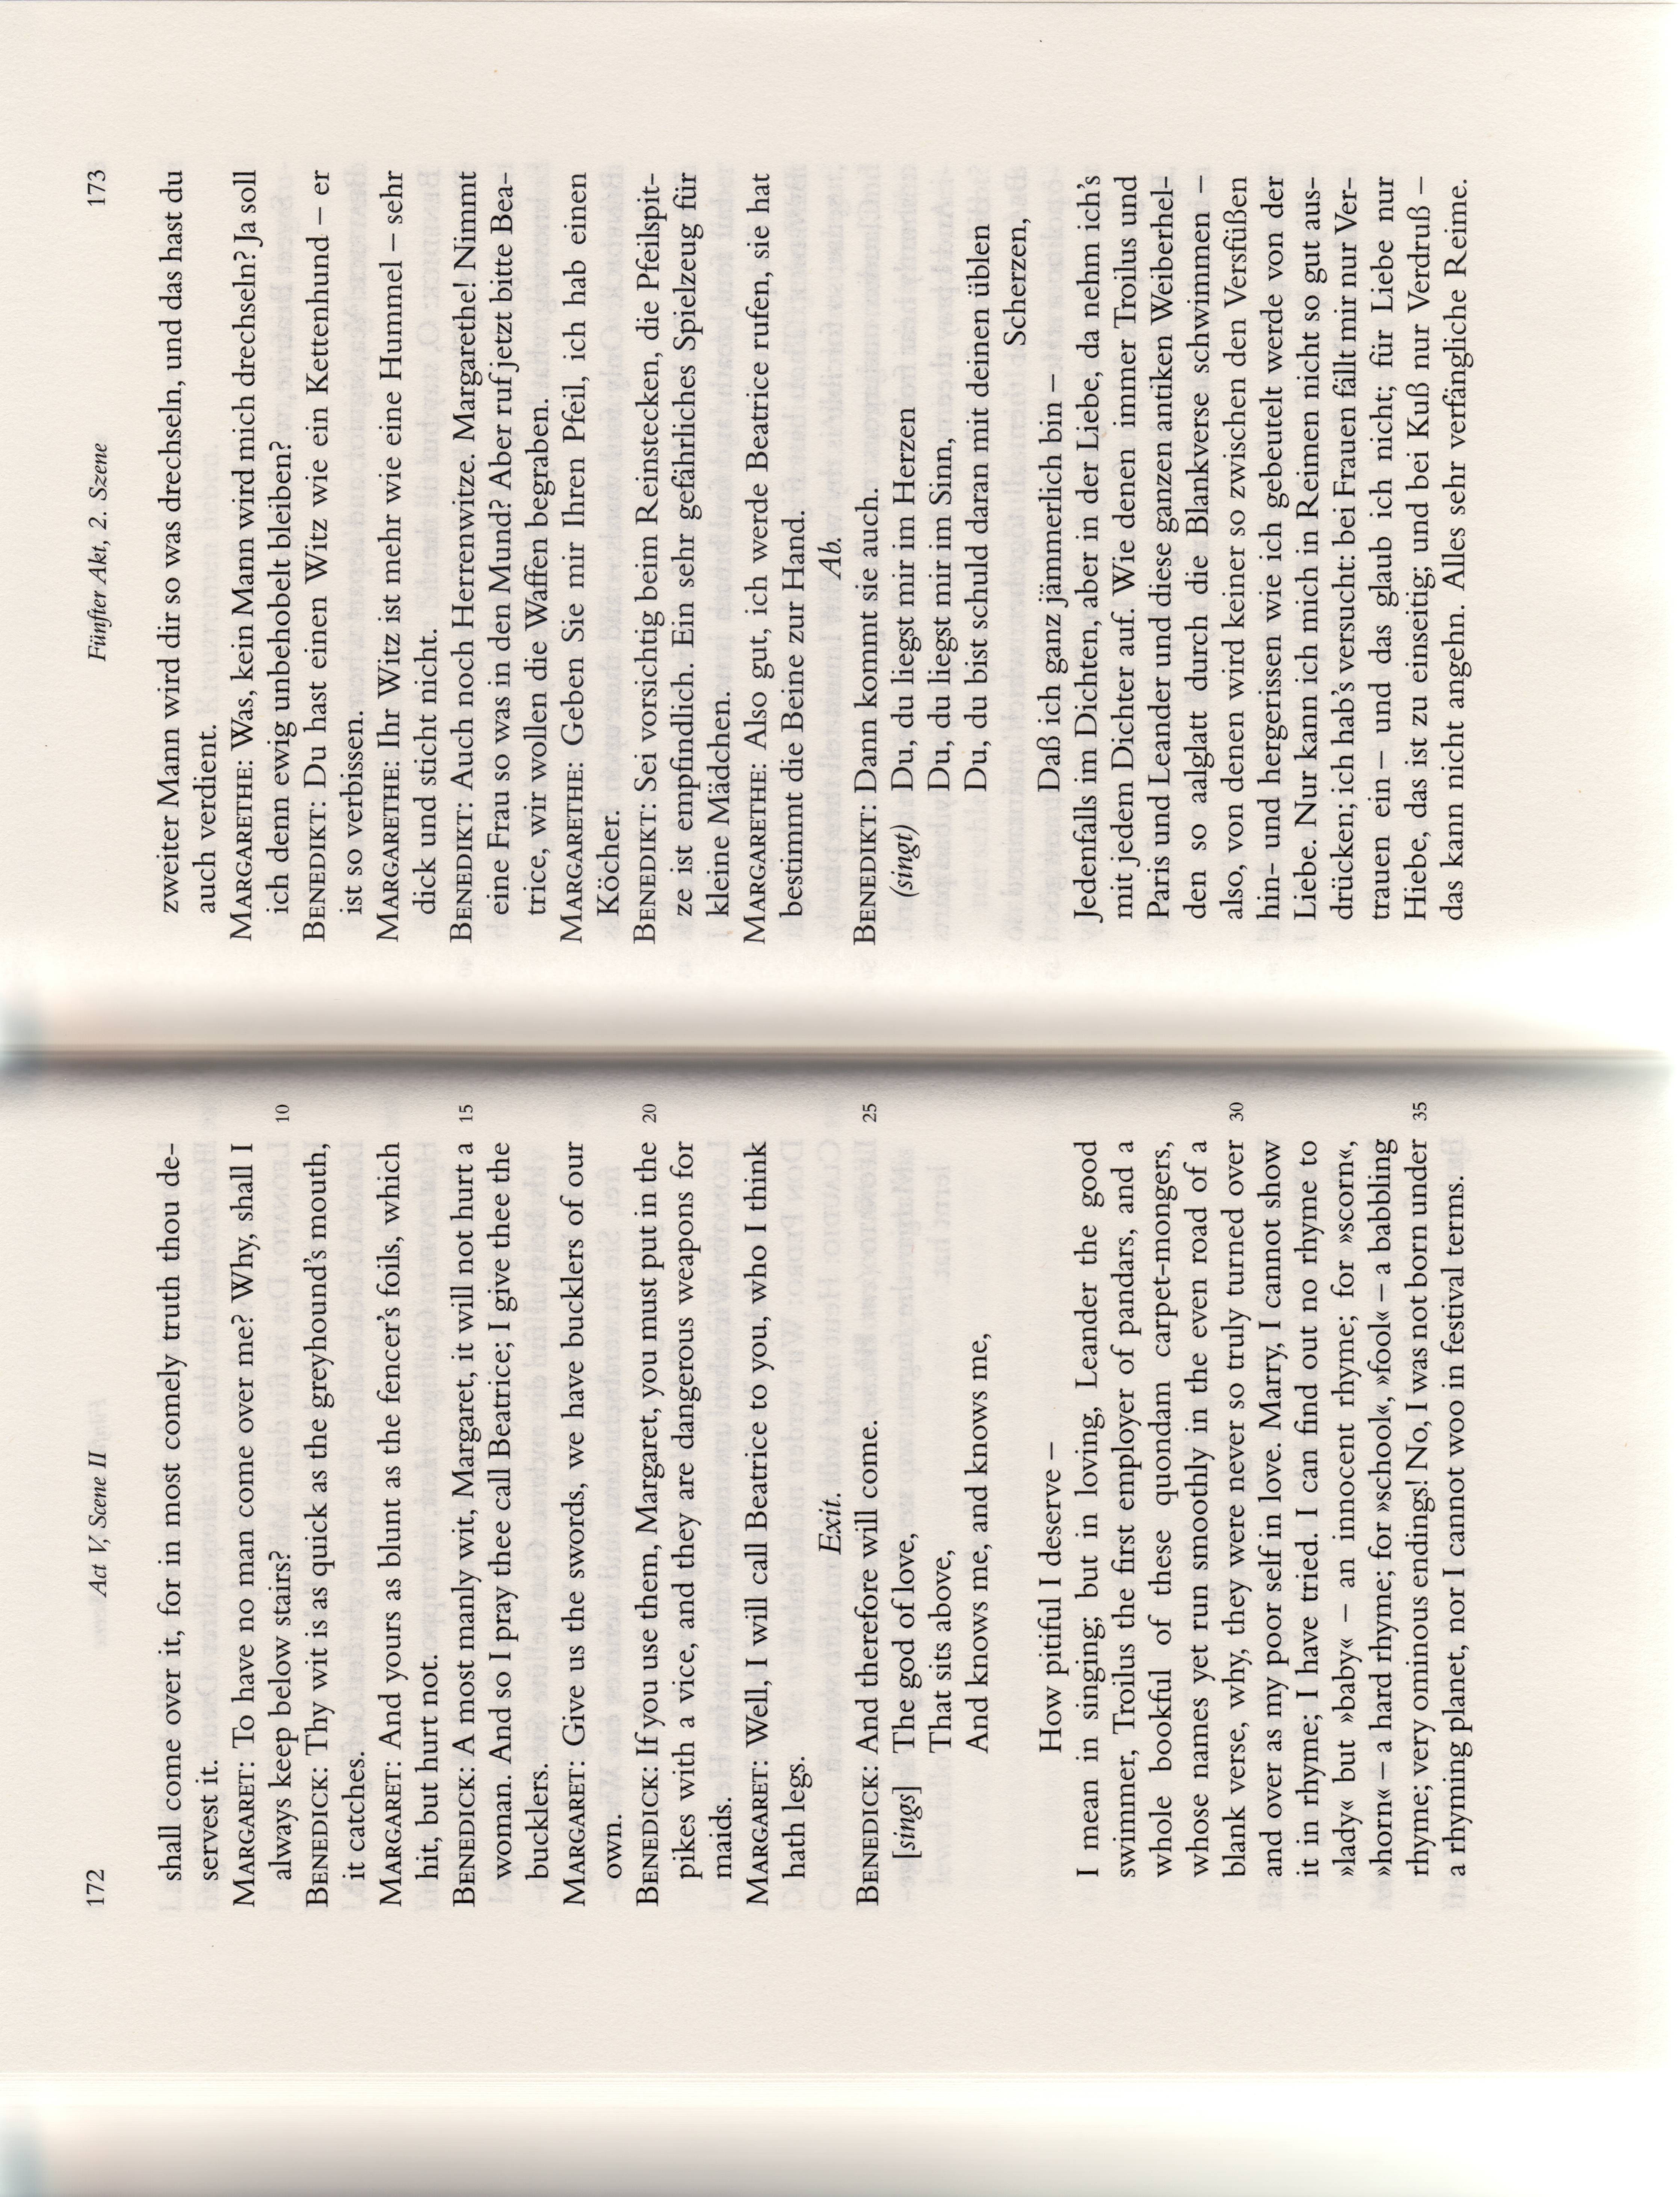 172 Act V, Scene II
shall come over it, for in most comely truth thou de-
servest it.
MARGARET: To have no man come over me? Why, shall I
always keep below stairs? 10
BENEDICK: Thy wit is as quick as the greyhound's mouth,
it catches.
MARGARET: And yours as blunt as the fencer's foils, which
hit, but hurt not.
BENEDICK: A most manly wit, Margaret, it will not hurt a 15
woman. And so I pray thee call Beatrice; I give thee the
bucklers.
MARGARET: Give us the swords, we have bucklers of our
own.
BENEDICK: If you use them, Margaret, you must put in the 20
pikes with a vice, and they are dangerous weapons for
maids.
MARGARET: Well, I will call Beatrice to you, who I think
hath legs.
Exit.
BENEDICK: And therefore will come. 25
[sings] The god of love,
That sits above,
And knows me, and knows me,
How pitiful I deserve –
I mean in singing; but in loving, Leander the good
swimmer, Troilus the first employer of pandars, and a
whole bookful of these quondam carpet-mongers,
whose names yet run smoothly in the even road of a
blank verse, why, they were never so truly turned over 30
and over as my poor self in love. Marry, I cannot show
it in rhyme; I have tried. I can find out no rhyme to
»lady« but »baby« – an innocent rhyme; for »scorn«,
»horn« – a hard rhyme; for »school«, »fool« – a babbling
rhyme; very ominous endings! No, I was not born under 35
a rhyming planet, nor I cannot woo in festival terms.
Fünfter Akt, 2. Szene 173
zweiter Mann wird dir so was drechseln, und das hast du
auch verdient.
MARGARETHE: Was, kein Mann wird mich drechseln? Ja soll
ich denn ewig unbehobelt bleiben?
BENEDIKT: Du hast einen Witz wie ein Kettenhund – er
ist so verbissen.
MARGARETHE: Ihr Witz ist mehr wie eine Hummel – sehr
dick und sticht nicht.
BENEDIKT: Auch noch Herrenwitze. Margarethe! Nimmt
eine Frau so was in den Mund? Aber ruf jetzt bitte Bea-
trice, wir wollen die Waffen begraben.
MARGARETHE: Geben Sie mir Ihren Pfeil, ich hab einen
Köcher.
BENEDIKT: Sei vorsichtig beim Reinstecken, die Pfeilspit-
ze ist empfindlich. Ein sehr gefährliches Spielzeug für
kleine Mädchen.
MARGARETHE: Also gut, ich werde Beatrice rufen, sie hat
bestimmt die Beine zur Hand.
Ab.
BENEDIKT: Dann kommt sie auch.
(singt) Du, du liegst mir im Herzen
Du, du liegst mir im Sinn,
Du, du bist schuld daran mit deinen üblen
Scherzen,
Daß ich ganz jämmerlich bin –
Jedenfalls im Dichten, aber in der Liebe, da nehm ich's
mit jedem Dichter auf. Wie denen immer Troilus und
Paris und Leander und diese ganzen antiken Weiberhel-
den so aalglatt durch die Blankverse schwimmen –
also, von denen wird keiner so zwischen den Versfüßen
hin- und hergerissen wie ich gebeutelt werde von der
Liebe. Nur kann ich mich in Reimen nicht so gut aus-
drücken; ich hab's versucht: bei Frauen fällt mir nur Ver-
trauen ein – und das glaub ich nicht; für Liebe nur
Hiebe, das ist zu einseitig; und bei Kuß nur Verdruß –
das kann nicht angehn. Alles sehr verfängliche Reime.